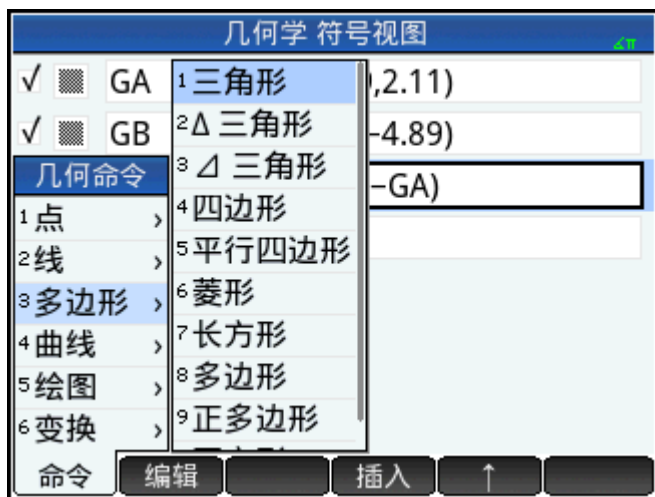 几何学 符号视图
∠π
√ GA ,2.11)
√ GB -4.89)
-GA)
几何命令
1点 ›
2线 ›
3多边形 ›
4曲线 ›
5绘图 ›
6变换 ›
1三角形
2Δ 三角形
3⊿ 三角形
4四边形
5平行四边形
6菱形
7长方形
8多边形
9正多边形
命令 编辑 插入 ↑